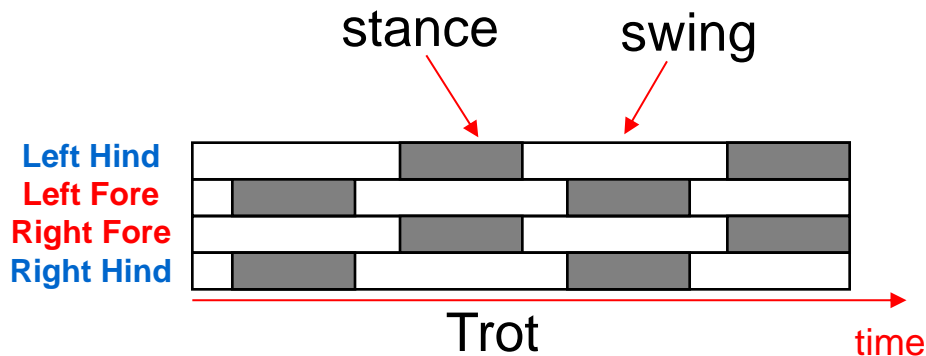 stance swing
Left Hind
Left Fore
Right Fore
Right Hind
Trot
time